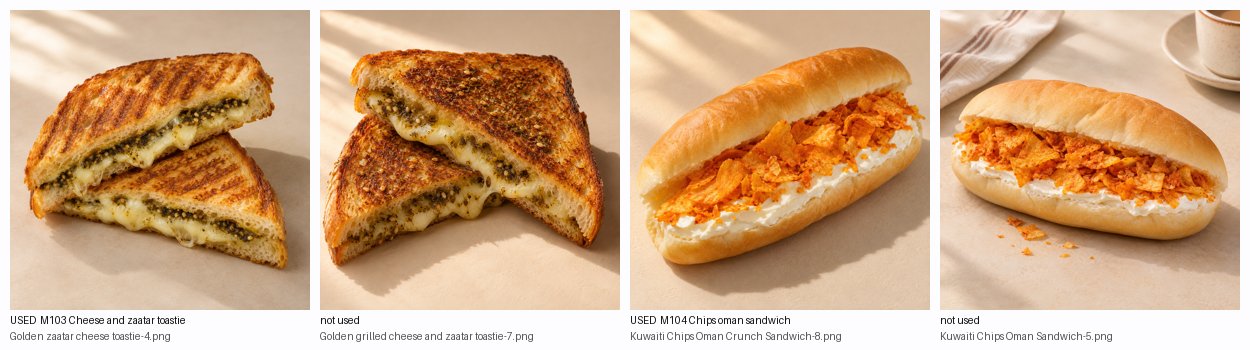 USED M103 Cheese and zaatar toastie
Golden zaatar cheese toastie-4.png
not used
Golden grilled cheese and zaatar toastie-7.png
USED M104 Chips oman sandwich
Kuwaiti Chips Oman Crunch Sandwich-8.png
not used
Kuwaiti Chips Oman Sandwich-5.png